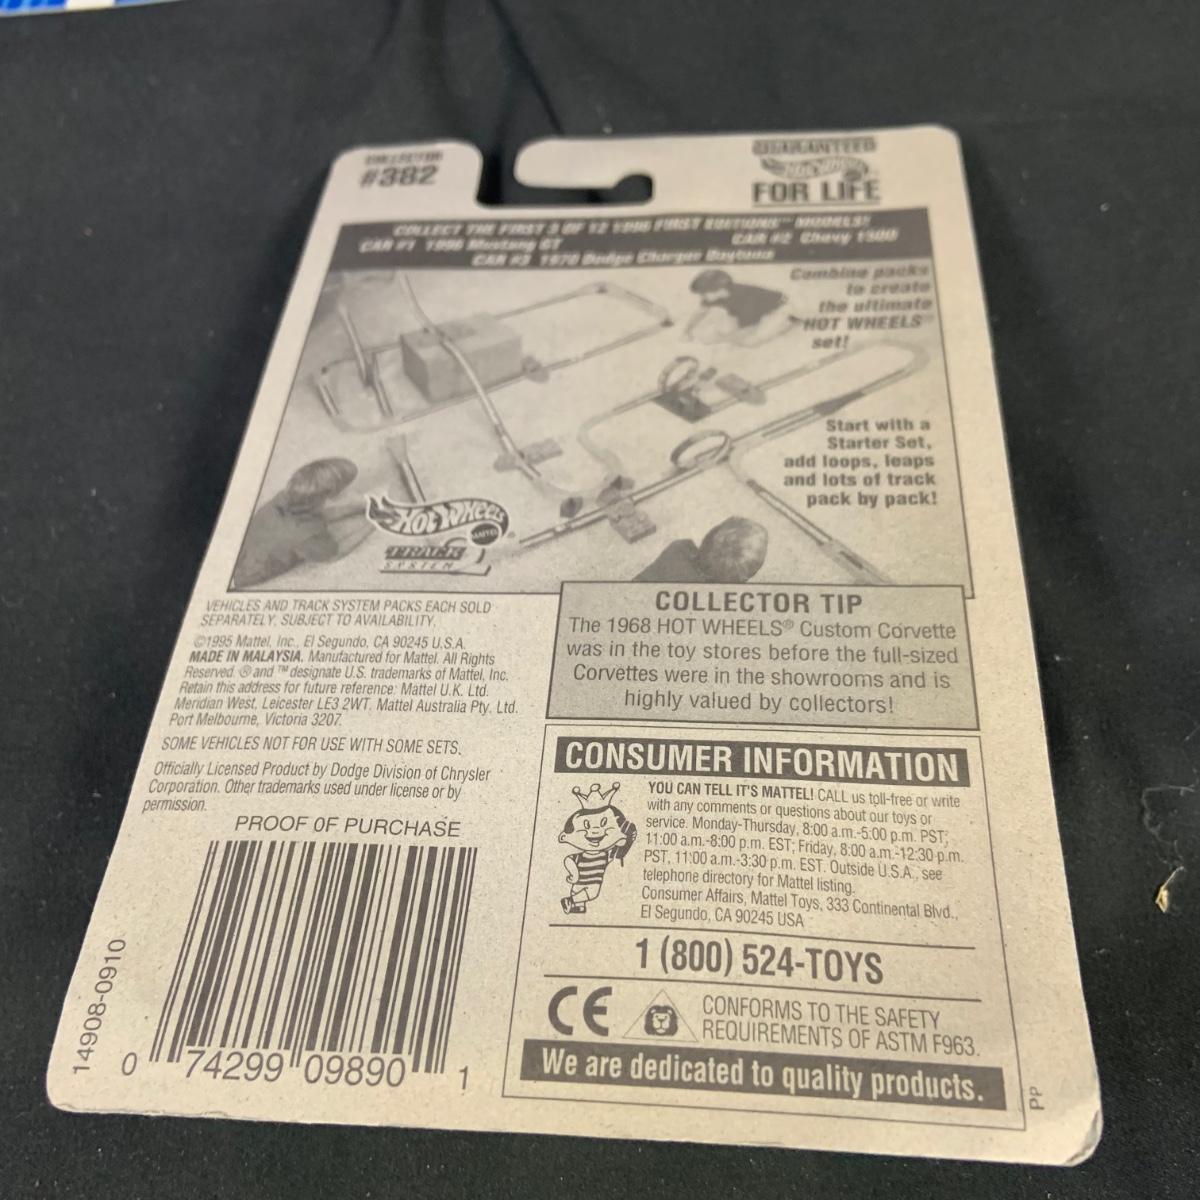 COLLECTOR
#382
GUARANTEED
Hot Wheels
FOR LIFE
COLLECT THE FIRST 3 OF 12 1996 FIRST EDITIONS™ MODELS!
CAR #1 1996 Mustang GT CAR #2 Chevy 1500
CAR #3 1970 Dodge Charger Daytona
Combine packs
to create
the ultimate
HOT WHEELS®
set!
Start with a
Starter Set,
add loops, leaps
and lots of track
pack by pack!
Hot Wheels
MATTEL
TRACK
SYSTEM
VEHICLES AND TRACK SYSTEM PACKS EACH SOLD
SEPARATELY. SUBJECT TO AVAILABILITY.
©1995 Mattel, Inc., El Segundo, CA 90245 U.S.A.
MADE IN MALAYSIA. Manufactured for Mattel. All Rights
Reserved. ® and ™ designate U.S. trademarks of Mattel, Inc.
Retain this address for future reference: Mattel U.K. Ltd.
Meridian West, Leicester LE3 2WT. Mattel Australia Pty. Ltd.
Port Melbourne, Victoria 3207.
SOME VEHICLES NOT FOR USE WITH SOME SETS.
Officially Licensed Product by Dodge Division of Chrysler
Corporation. Other trademarks used under license or by
permission.
PROOF OF PURCHASE
14908-0910
0 74299 09890 1
COLLECTOR TIP
The 1968 HOT WHEELS® Custom Corvette
was in the toy stores before the full-sized
Corvettes were in the showrooms and is
highly valued by collectors!
CONSUMER INFORMATION
YOU CAN TELL IT'S MATTEL! CALL us toll-free or write
with any comments or questions about our toys or
service. Monday-Thursday, 8:00 a.m.-5:00 p.m. PST;
11:00 a.m.-8:00 p.m. EST; Friday, 8:00 a.m.-12:30 p.m.
PST, 11:00 a.m.-3:30 p.m. EST. Outside U.S.A., see
telephone directory for Mattel listing.
Consumer Affairs, Mattel Toys, 333 Continental Blvd.,
El Segundo, CA 90245 USA
1 (800) 524-TOYS
CE
CONFORMS TO THE SAFETY
REQUIREMENTS OF ASTM F963.
We are dedicated to quality products.
PP